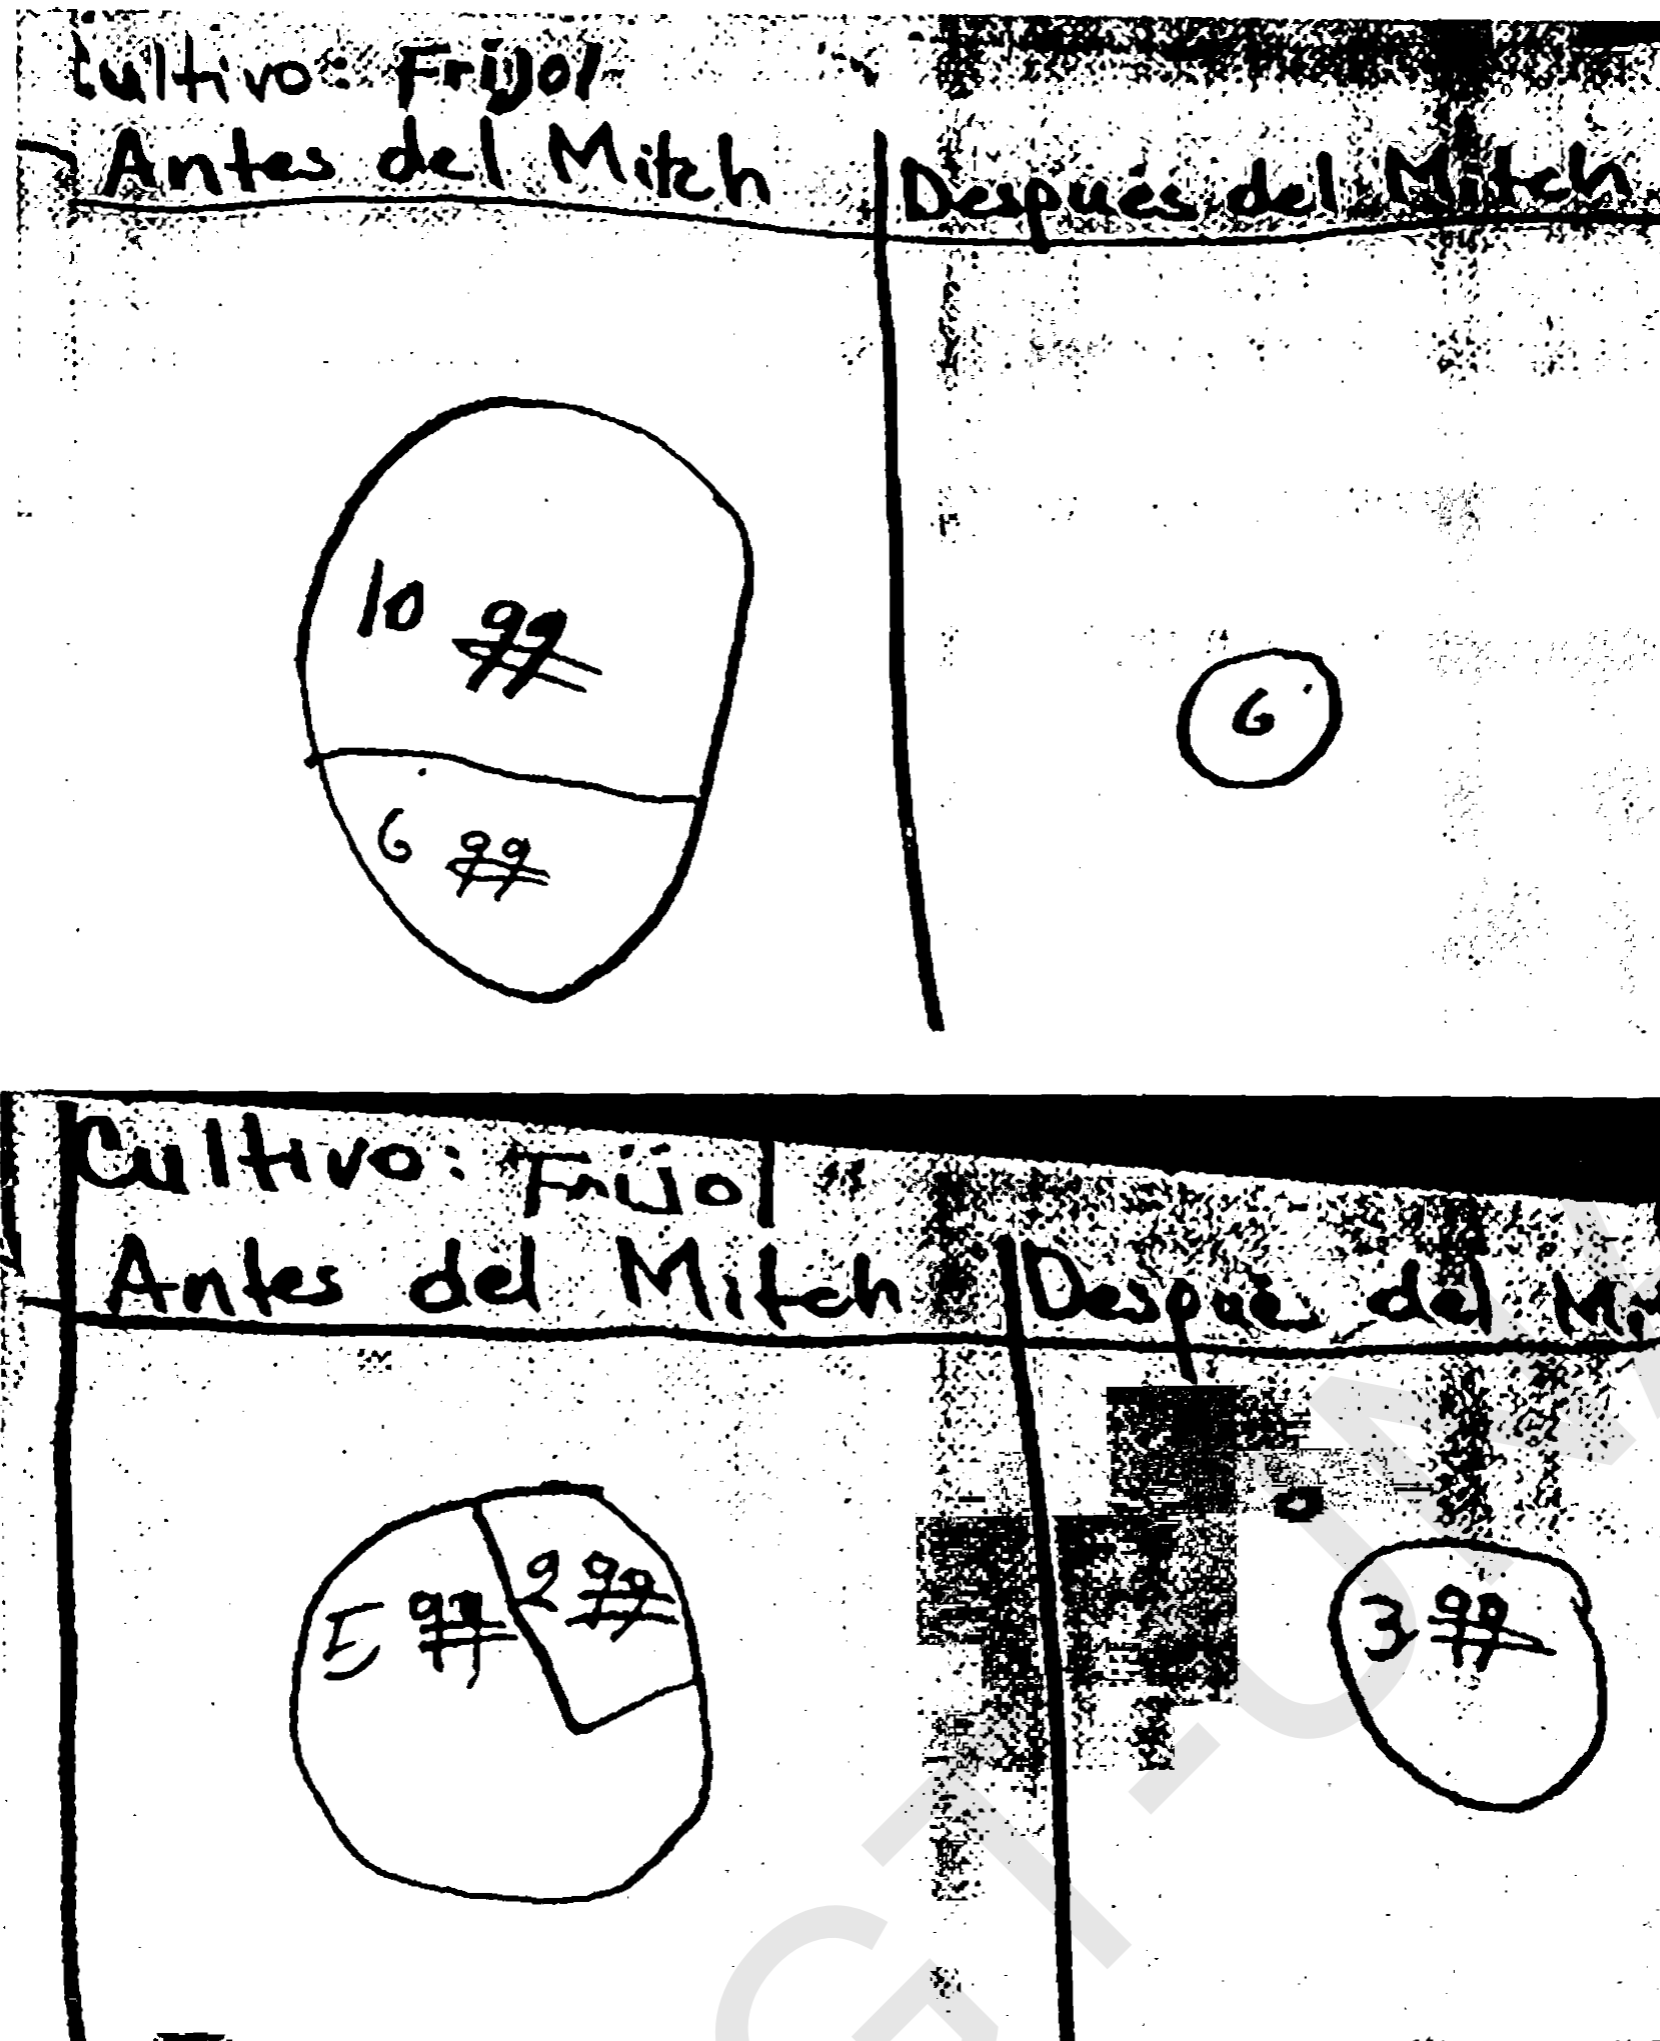 Cultivo: Frijol
Antes del Mitch Después del Mitch
10 qq
6
6 qq
Cultivo: Frijol
Antes del Mitch Despues del
5 qq 2 qq 3 qq